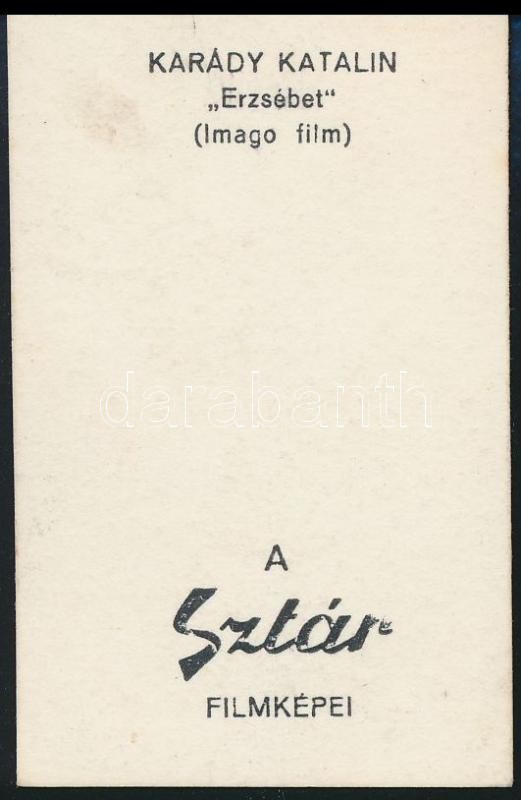 KARÁDY KATALIN
„Erzsébet“
(Imago film)
darabanth
A
Sztár
FILMKÉPEI